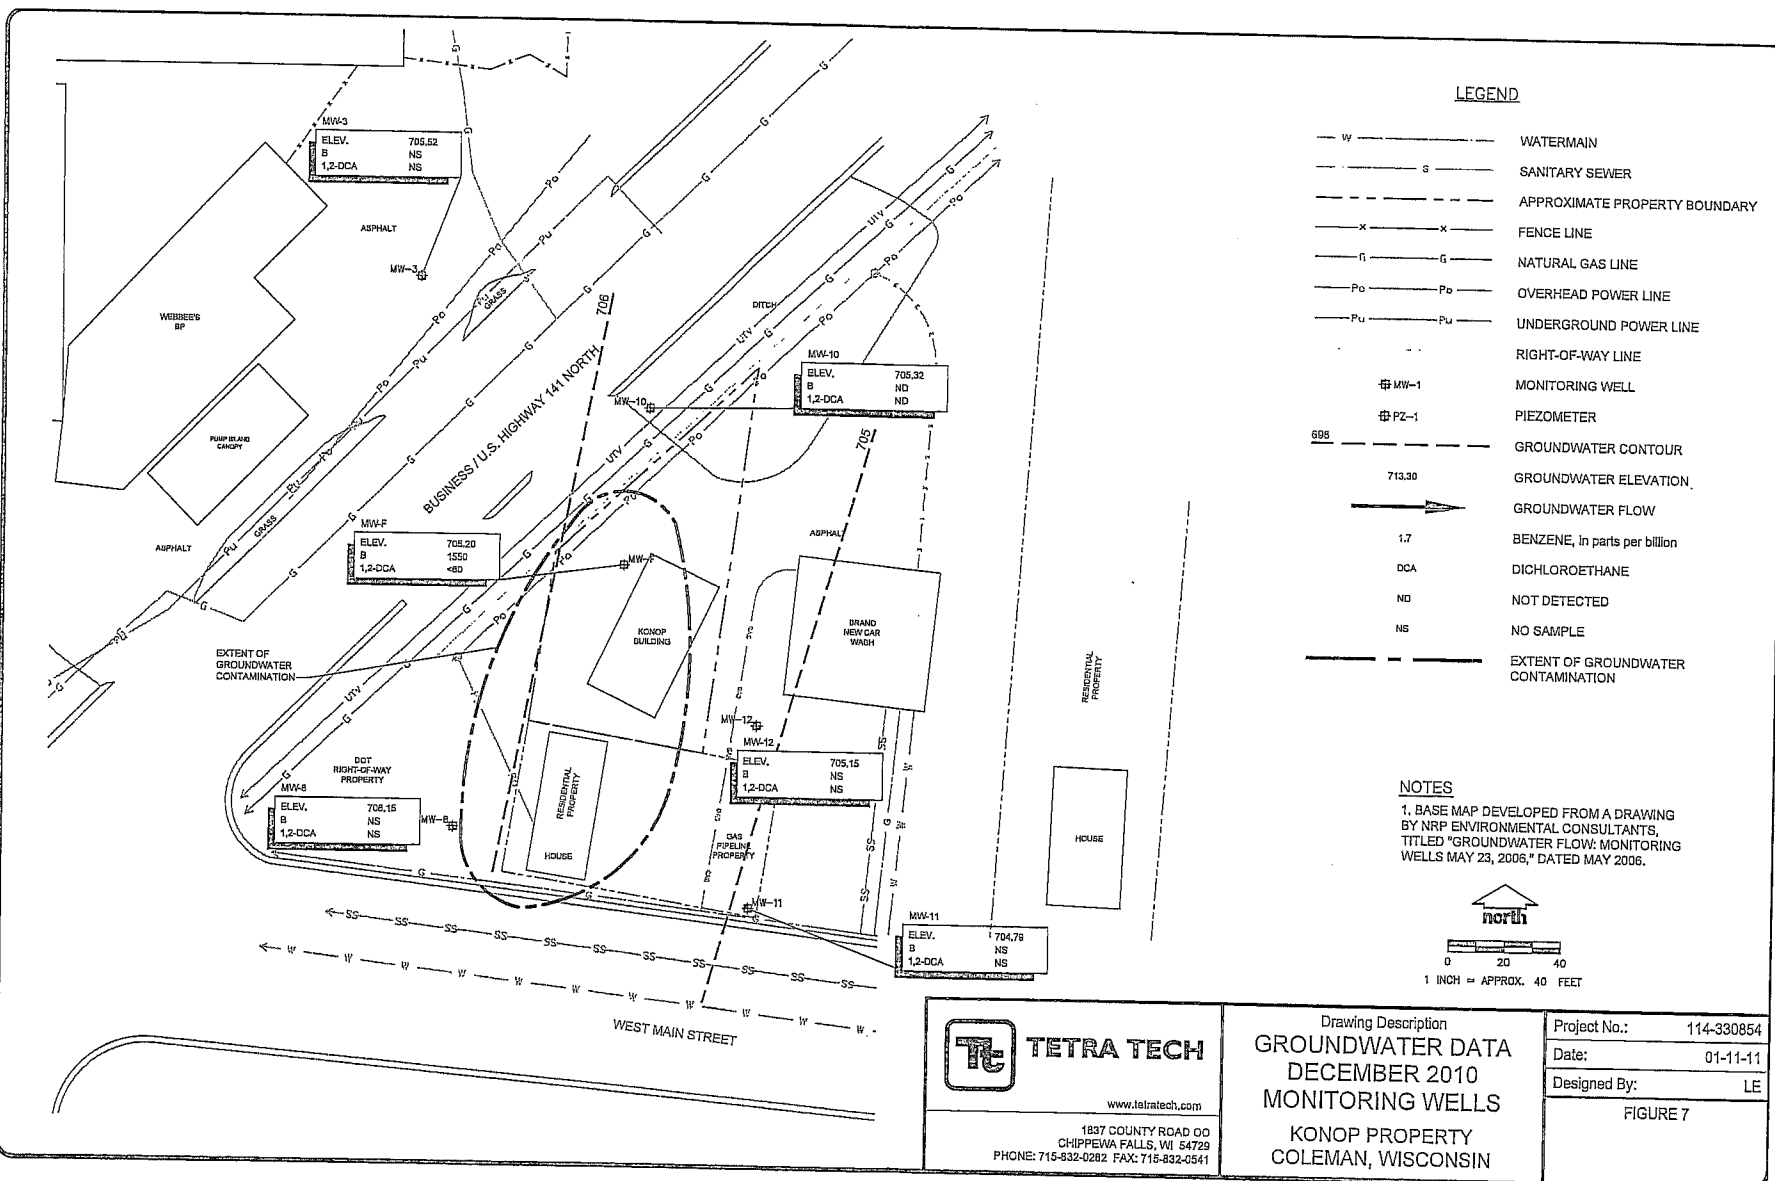 MW-3
ELEV. 705.52
B NS
1,2-DCA NS
ASPHALT
MW-3
WEBBEE'S
BP
PUMP ISLAND
CANOPY
GRASS
GRASS
ASPHALT
BUSINESS / U.S. HIGHWAY 141 NORTH
706
DITCH
MW-10
ELEV. 705.32
B ND
1,2-DCA ND
MW-10
705
MW-F
ELEV. 705.20
B 1550
1,2-DCA <80
MW-F
ASPHALT
KONOP
BUILDING
BRAND
NEW CAR
WASH
EXTENT OF
GROUNDWATER
CONTAMINATION
RESIDENTIAL
PROPERTY
MW-12
MW-12
ELEV. 705.15
B NS
1,2-DCA NS
DOT
RIGHT-OF-WAY
PROPERTY
MW-8
ELEV. 706.15
B NS
1,2-DCA NS
MW-8
RESIDENTIAL
PROPERTY
HOUSE
GAS
PIPELINE
PROPERTY
HOUSE
MW-11
MW-11
ELEV. 704.78
B NS
1,2-DCA NS
WEST MAIN STREET
LEGEND
W WATERMAIN
S SANITARY SEWER
APPROXIMATE PROPERTY BOUNDARY
X X FENCE LINE
G G NATURAL GAS LINE
Po Po OVERHEAD POWER LINE
Pu Pu UNDERGROUND POWER LINE
RIGHT-OF-WAY LINE
MW-1 MONITORING WELL
PZ-1 PIEZOMETER
698 GROUNDWATER CONTOUR
713.30 GROUNDWATER ELEVATION
GROUNDWATER FLOW
1.7 BENZENE, in parts per billion
DCA DICHLOROETHANE
ND NOT DETECTED
NS NO SAMPLE
EXTENT OF GROUNDWATER
CONTAMINATION
NOTES
1. BASE MAP DEVELOPED FROM A DRAWING
BY NRP ENVIRONMENTAL CONSULTANTS,
TITLED "GROUNDWATER FLOW: MONITORING
WELLS MAY 23, 2006," DATED MAY 2006.
north
0 20 40
1 INCH = APPROX. 40 FEET
Tt TETRA TECH
www.tetratech.com
1837 COUNTY ROAD OO
CHIPPEWA FALLS, WI 54729
PHONE: 715-832-0282 FAX: 715-832-0541
Drawing Description
GROUNDWATER DATA
DECEMBER 2010
MONITORING WELLS
KONOP PROPERTY
COLEMAN, WISCONSIN
Project No.: 114-330854
Date: 01-11-11
Designed By: LE
FIGURE 7